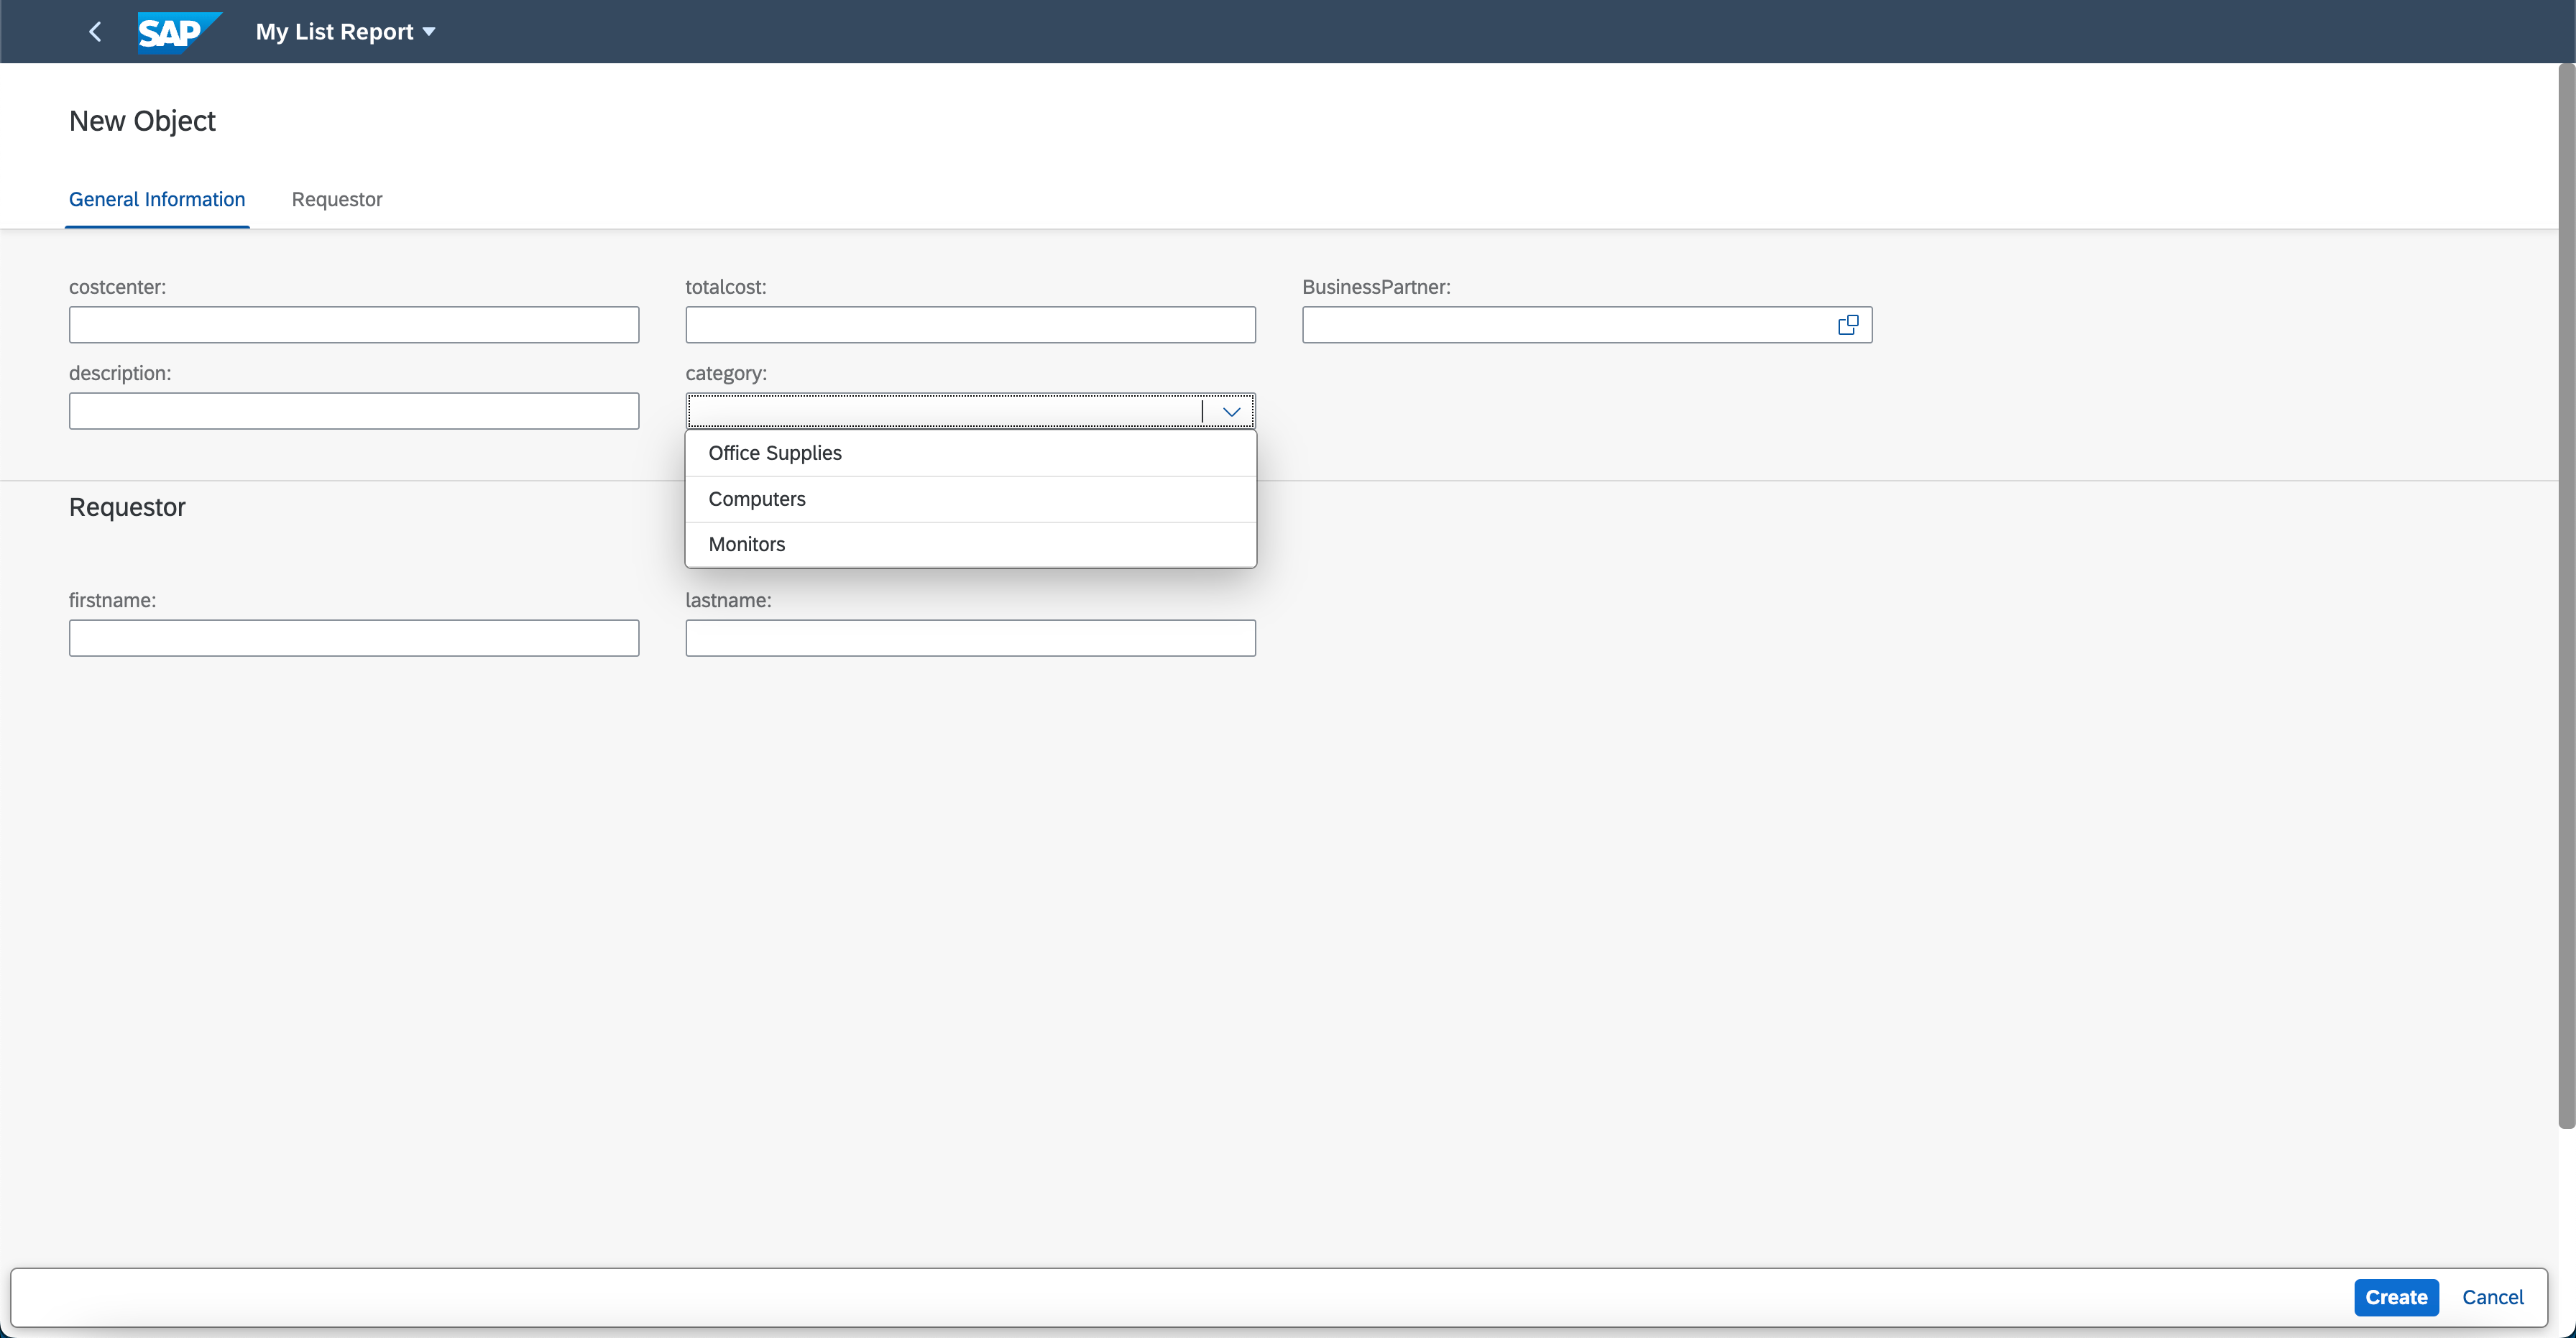 SAP My List Report
New Object
General Information Requestor
costcenter: totalcost: BusinessPartner:
description: category:
Office Supplies
Computers
Monitors
Requestor
firstname: lastname:
Create Cancel